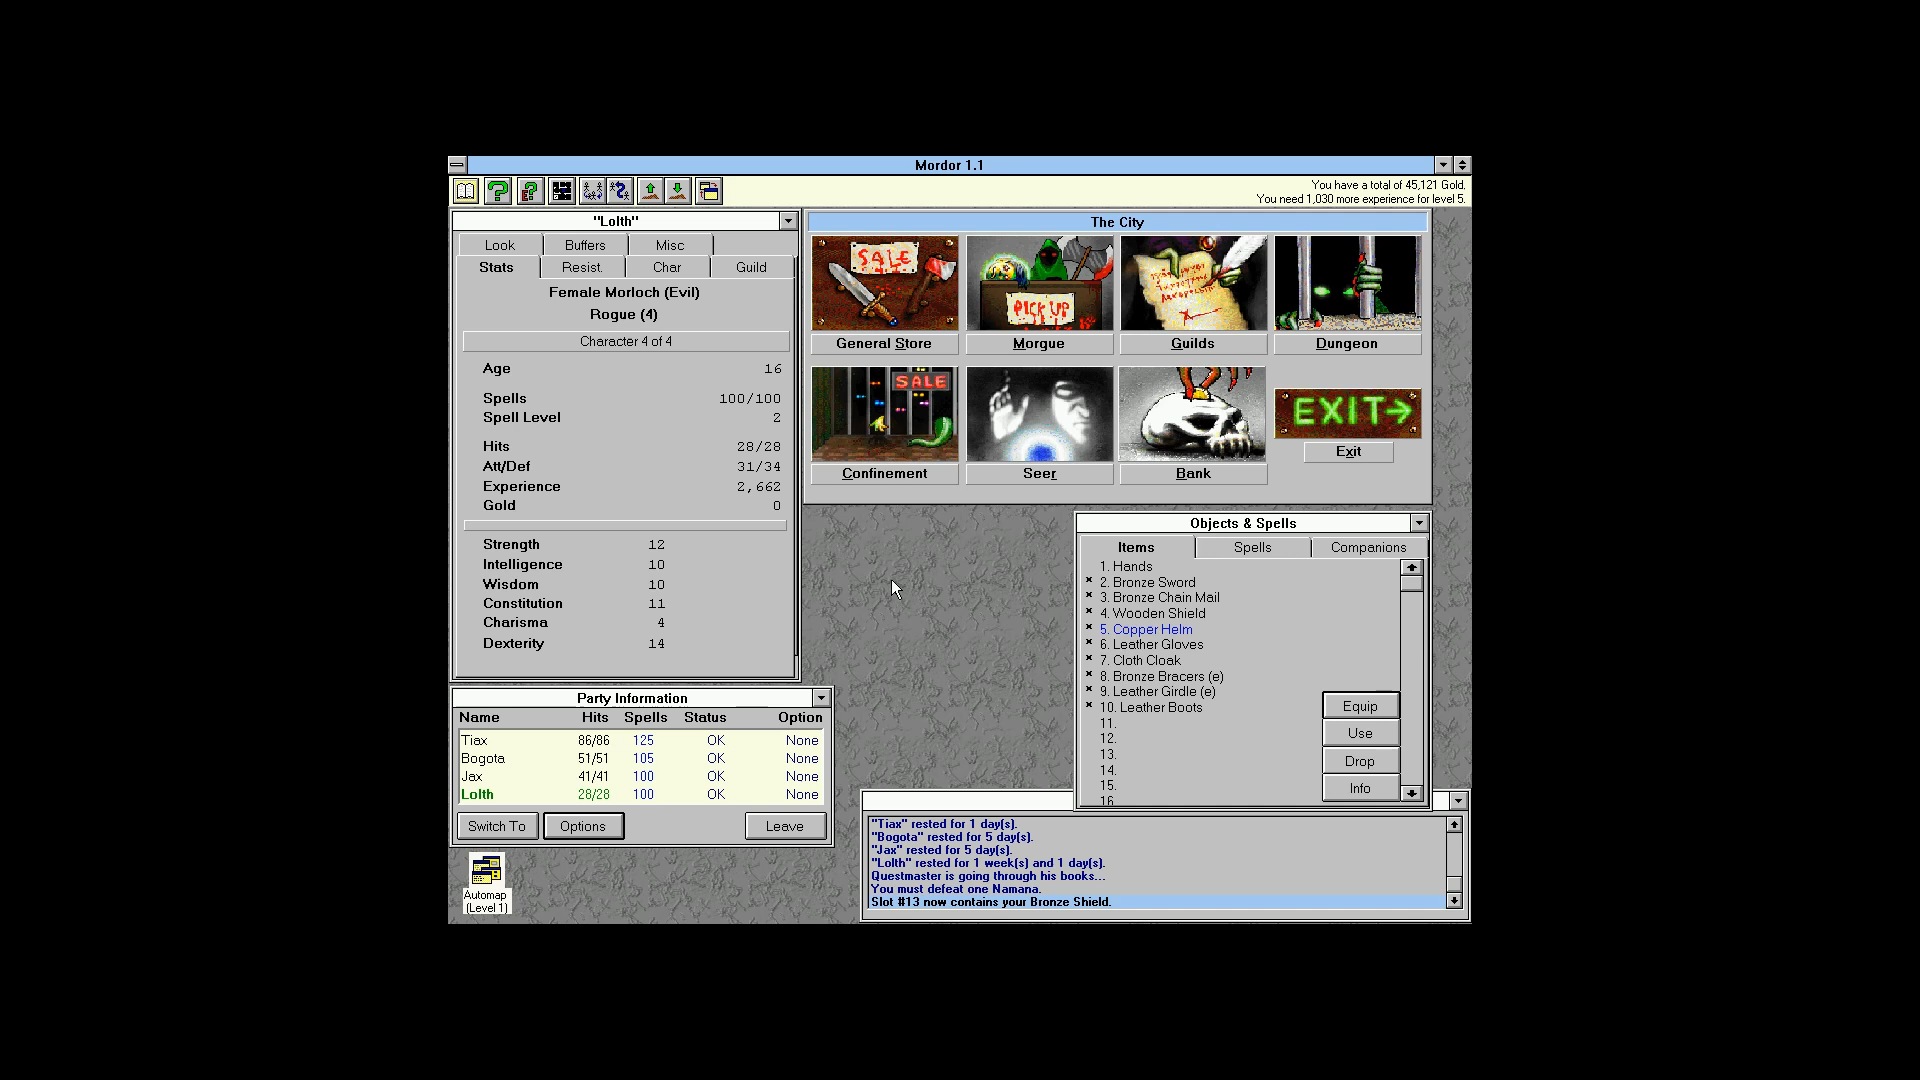 Mordor 1.1
You have a total of 45,121 Gold.
You need 1,030 more experience for level 5.
"Lolth"
Look Buffers Misc
Stats Resist. Char Guild
Female Morloch (Evil)
Rogue (4)
Character 4 of 4
Age 16
Spells 100/100
Spell Level 2
Hits 28/28
Att/Def 31/34
Experience 2,662
Gold 0
Strength 12
Intelligence 10
Wisdom 10
Constitution 11
Charisma 4
Dexterity 14
The City
SALE
PICK UP
General Store Morgue Guilds Dungeon
SALE
EXIT→
Exit
Confinement Seer Bank
Objects & Spells
Items Spells Companions
1. Hands
× 2. Bronze Sword
× 3. Bronze Chain Mail
× 4. Wooden Shield
× 5. Copper Helm
× 6. Leather Gloves
× 7. Cloth Cloak
× 8. Bronze Bracers (e)
× 9. Leather Girdle (e)
× 10. Leather Boots
11.
12.
13.
14.
15.
16
Equip
Use
Drop
Info
Party Information
Name Hits Spells Status Option
Tiax 86/86 125 OK None
Bogota 51/51 105 OK None
Jax 41/41 100 OK None
Lolth 28/28 100 OK None
Switch To Options Leave
Automap
(Level 1)
"Tiax" rested for 1 day(s).
"Bogota" rested for 5 day(s).
"Jax" rested for 5 day(s).
"Lolth" rested for 1 week(s) and 1 day(s).
Questmaster is going through his books...
You must defeat one Namana.
Slot #13 now contains your Bronze Shield.